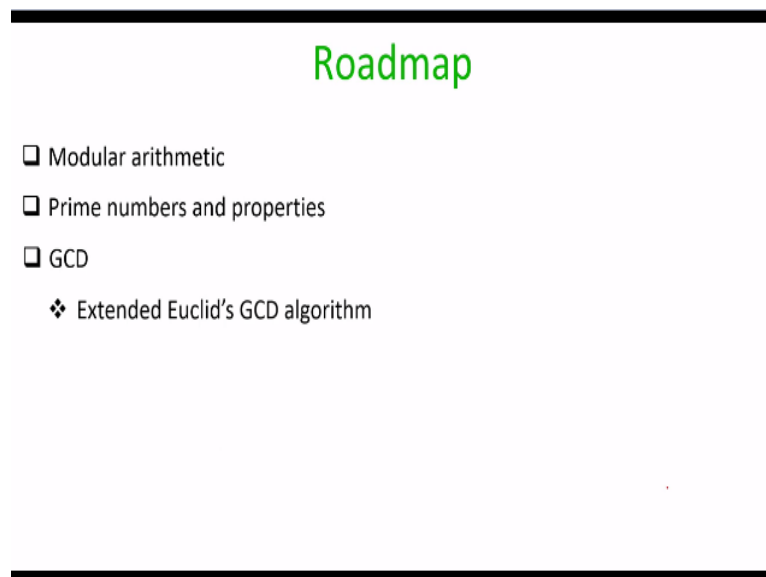 Roadmap
Modular arithmetic
Prime numbers and properties
GCD
Extended Euclid's GCD algorithm